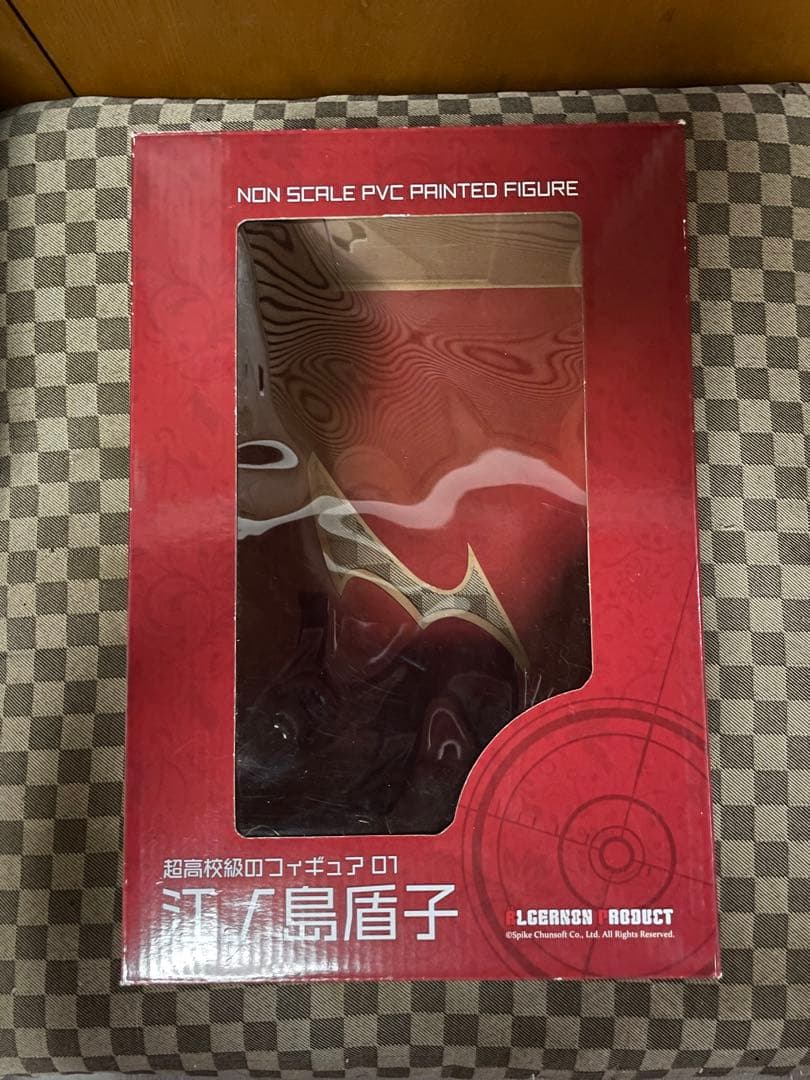 NON SCALE PVC PAINTED FIGURE
超高校級のフィギュア 01
江ノ島盾子
ALGERNON PRODUCT
©Spike Chunsoft Co., Ltd. All Rights Reserved.